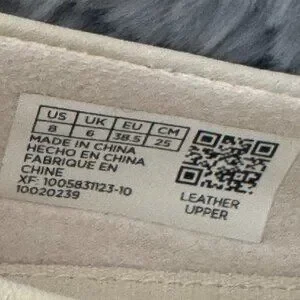 US UK EU CM
8 6 38.5 25
MADE IN CHINA
HECHO EN CHINA
FABRIQUE EN
CHINE
XF: 1005831123-10
10020239
LEATHER
UPPER